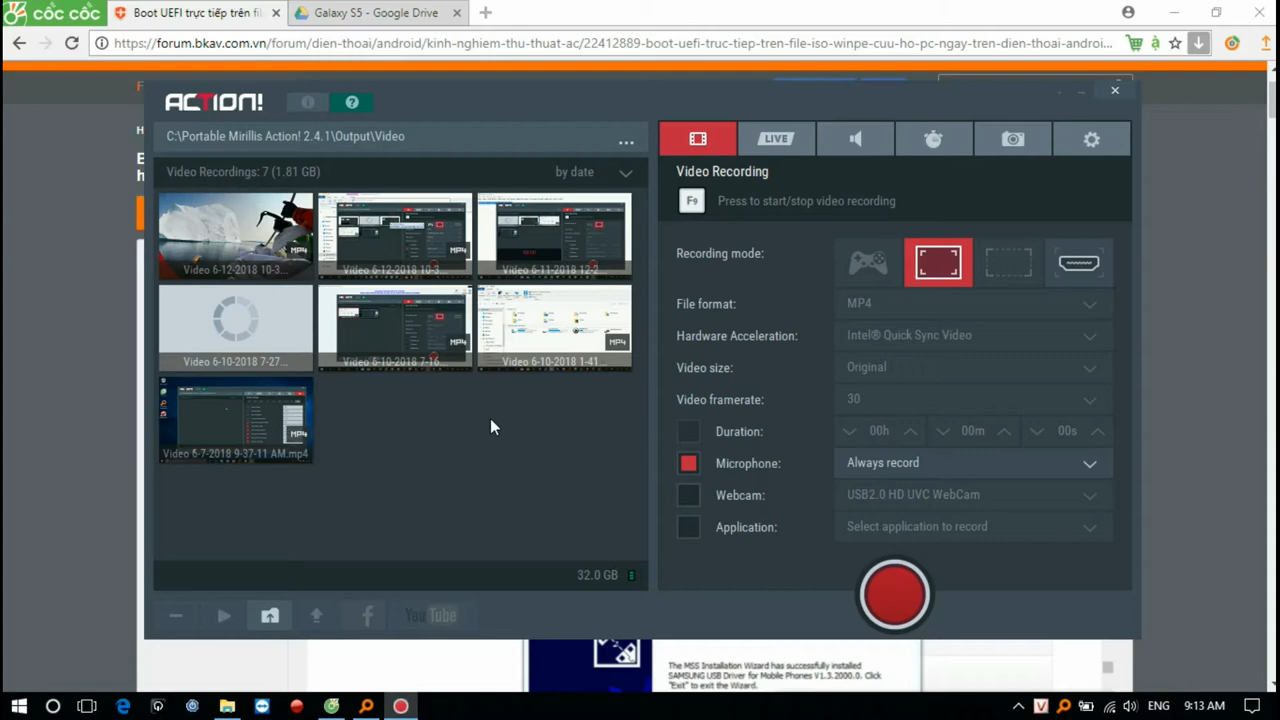 cốc cốc
Boot UEFI trực tiếp trên fil
Galaxy S5 - Google Drive
https://forum.bkav.com.vn/forum/dien-thoai/android/kinh-nghiem-thu-thuat-ac/22412889-boot-uefi-truc-tiep-tren-file-iso-winpe-cuu-ho-pc-ngay-tren-dien-thoai-androi...
ACTION!
C:\Portable Mirillis Action! 2.4.1\Output\Video
...
Video Recordings: 7 (1.81 GB)
by date
MP4
Video 6-12-2018 10-3...
MP4
Video 6-12-2018 10-3...
Video 6-11-2018 12-2...
Video 6-10-2018 7-27...
MP4
Video 6-10-2018 7-16...
MP4
Video 6-10-2018 1-41...
MP4
Video 6-7-2018 9-37-11 AM.mp4
32.0 GB
You Tube
LIVE
Video Recording
F9
Press to start/stop video recording
Recording mode:
File format:
MP4
Hardware Acceleration:
Intel® Quick Sync Video
Video size:
Original
Video framerate:
30
Duration:
00h
00m
00s
Microphone:
Always record
Webcam:
USB2.0 HD UVC WebCam
Application:
Select application to record
The MSS Installation Wizard has successfully installed
SAMSUNG USB Driver for Mobile Phones V1.3.2000.0. Click
"Exit" to exit the Wizard.
ENG
9:13 AM